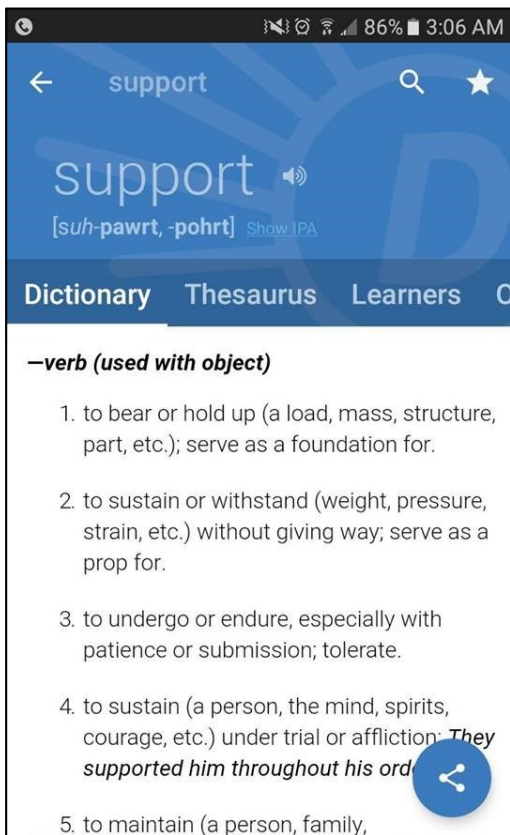 86% 3:06 AM
support
support
[suh-pawrt, -pohrt] Show IPA
Dictionary Thesaurus Learners
—verb (used with object)
1. to bear or hold up (a load, mass, structure,
part, etc.); serve as a foundation for.
2. to sustain or withstand (weight, pressure,
strain, etc.) without giving way; serve as a
prop for.
3. to undergo or endure, especially with
patience or submission; tolerate.
4. to sustain (a person, the mind, spirits,
courage, etc.) under trial or affliction: They
supported him throughout his
5. to maintain (a person, family,